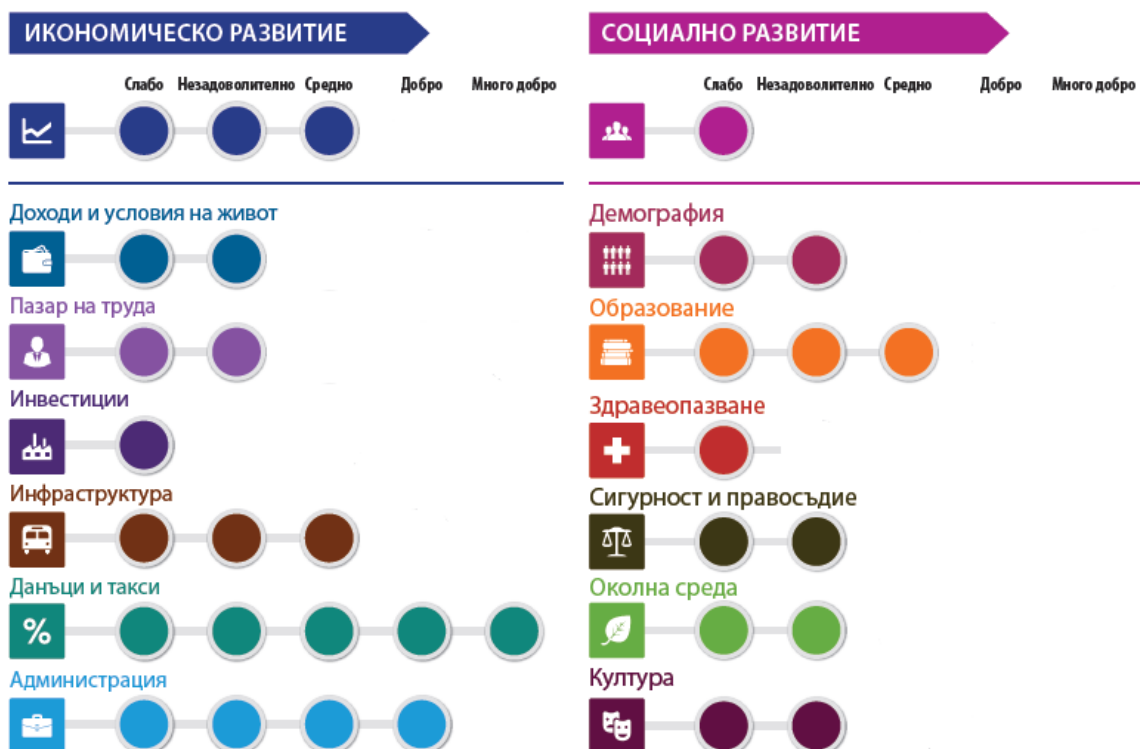 ИКОНОМИЧЕСКО РАЗВИТИЕ
Слабо Незадоволително Средно Добро Много добро
Доходи и условия на живот
Пазар на труда
Инвестиции
Инфраструктура
Данъци и такси
%
Администрация
СОЦИАЛНО РАЗВИТИЕ
Слабо Незадоволително Средно Добро Много добро
Демография
Образование
Здравеопазване
Сигурност и правосъдие
Околна среда
Култура